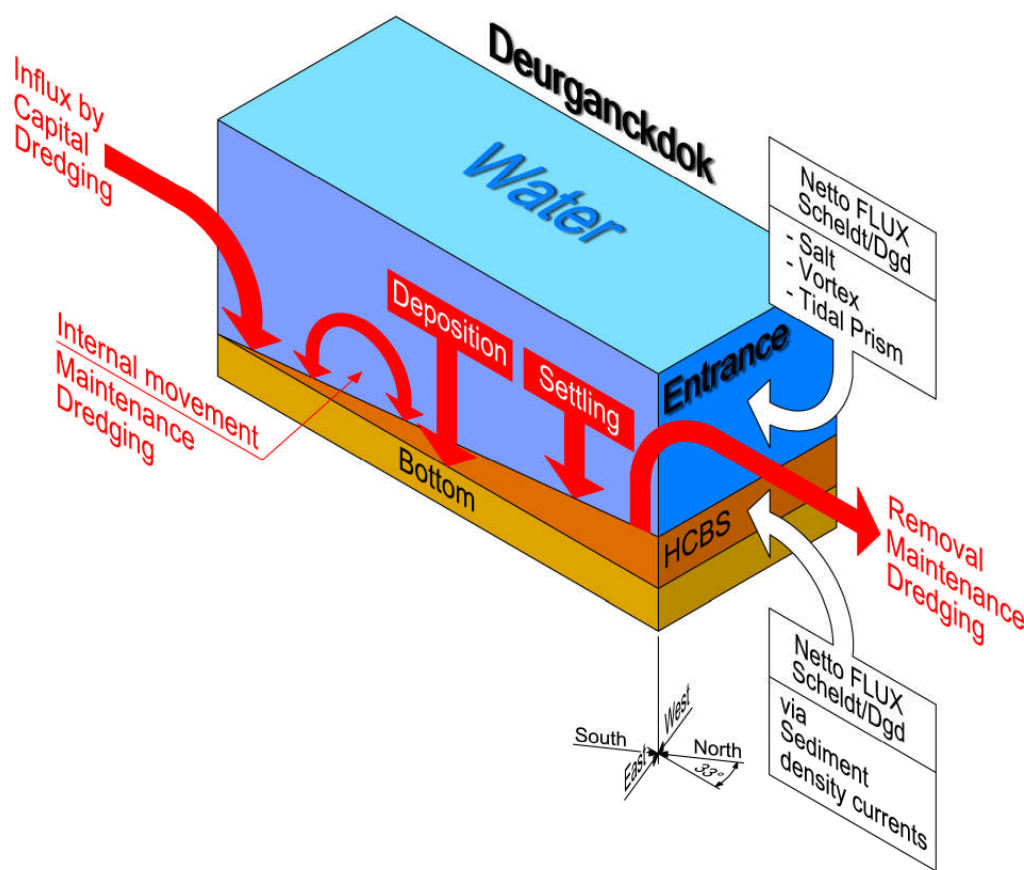 Deurganckdok
Influx by
Capital
Dredging
Water
Netto FLUX
Scheldt/Dgd
- Salt
- Vortex
- Tidal Prism
Deposition
Settling
Entrance
Internal movement
Maintenance
Dredging
Bottom
HCBS
Removal
Maintenance
Dredging
Netto FLUX
Scheldt/Dgd
via
Sediment
density currents
West
South
North
East
33°